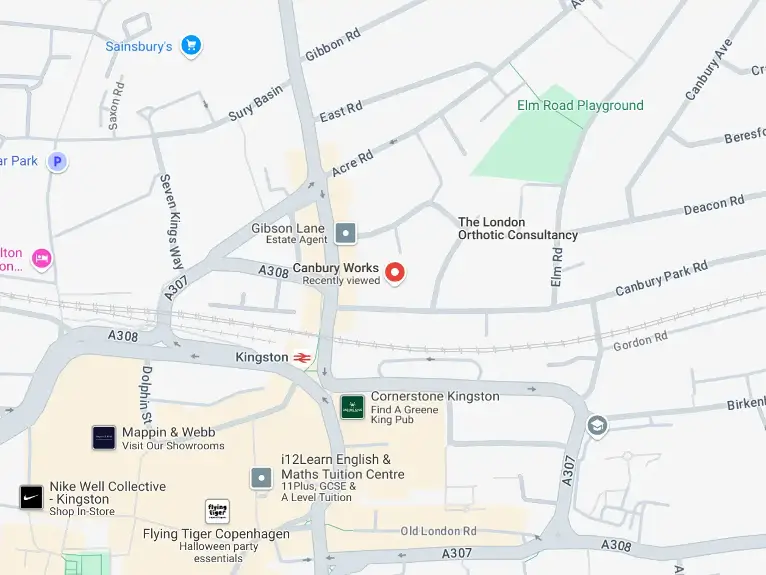 Sainsbury's
Gibbon Rd
Canbury Ave
Saxon Rd
Sury Basin
East Rd
Elm Road Playground
Acre Rd
ar Park
P
Seven Kings Way
Deacon Rd
Gibson Lane
Estate Agent
The London
Orthotic Consultancy
lton
on...
A308
Canbury Works
Recently viewed
Elm Rd
Canbury Park Rd
A307
A308
Gordon Rd
Kingston
Dolphin St
Cornerstone Kingston
Find A Greene
King Pub
Mappin & Webb
Visit Our Showrooms
i12Learn English &
Maths Tuition Centre
11Plus, GCSE &
A Level Tuition
A307
Nike Well Collective
- Kingston
Shop In-Store
flying
tiger
Flying Tiger Copenhagen
Halloween party
essentials
Old London Rd
A307
A308